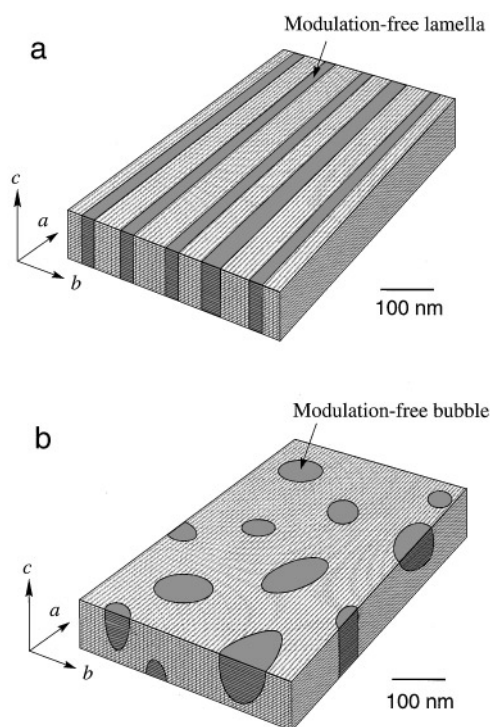 Modulation-free lamella
a
c
a
b
100 nm
Modulation-free bubble
b
c
a
b
100 nm